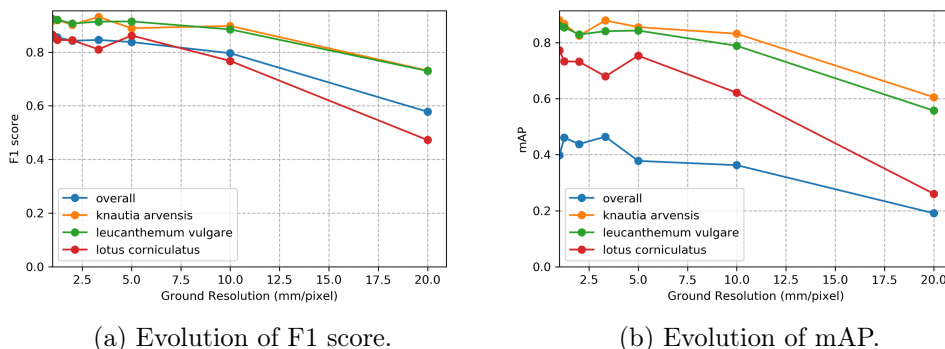 F1 score
0.8
0.6
0.4
0.2
0.0
overall
knautia arvensis
leucanthemum vulgare
lotus corniculatus
2.5 5.0 7.5 10.0 12.5 15.0 17.5 20.0
Ground Resolution (mm/pixel)
(a) Evolution of F1 score.
mAP
0.8
0.6
0.4
0.2
0.0
overall
knautia arvensis
leucanthemum vulgare
lotus corniculatus
2.5 5.0 7.5 10.0 12.5 15.0 17.5 20.0
Ground Resolution (mm/pixel)
(b) Evolution of mAP.